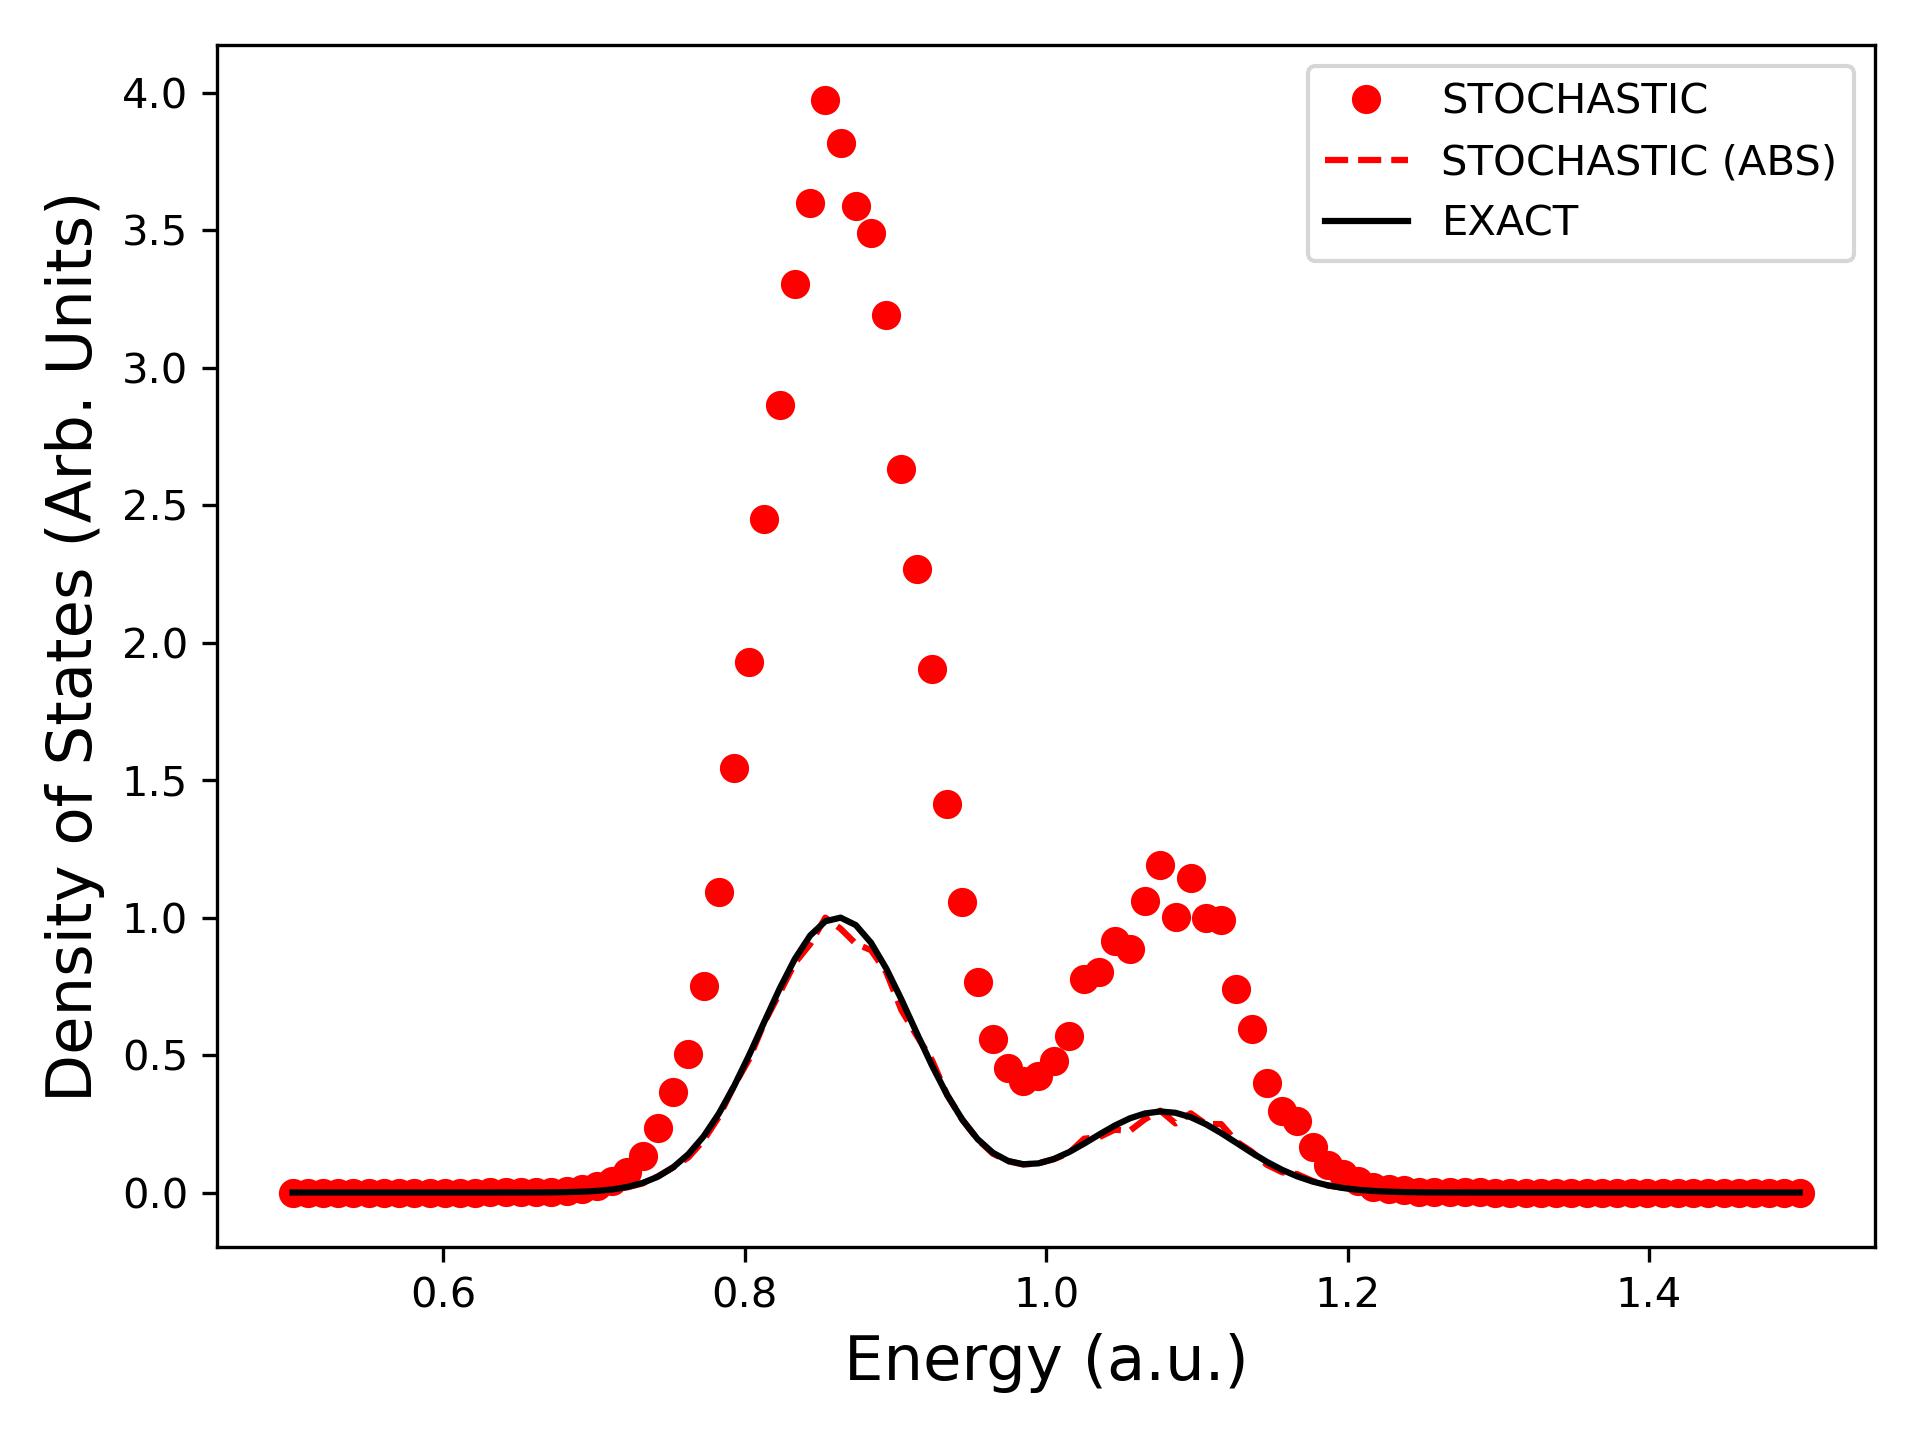 STOCHASTIC
STOCHASTIC (ABS)
EXACT
Density of States (Arb. Units)
4.0
3.5
3.0
2.5
2.0
1.5
1.0
0.5
0.0
0.6 0.8 1.0 1.2 1.4
Energy (a.u.)